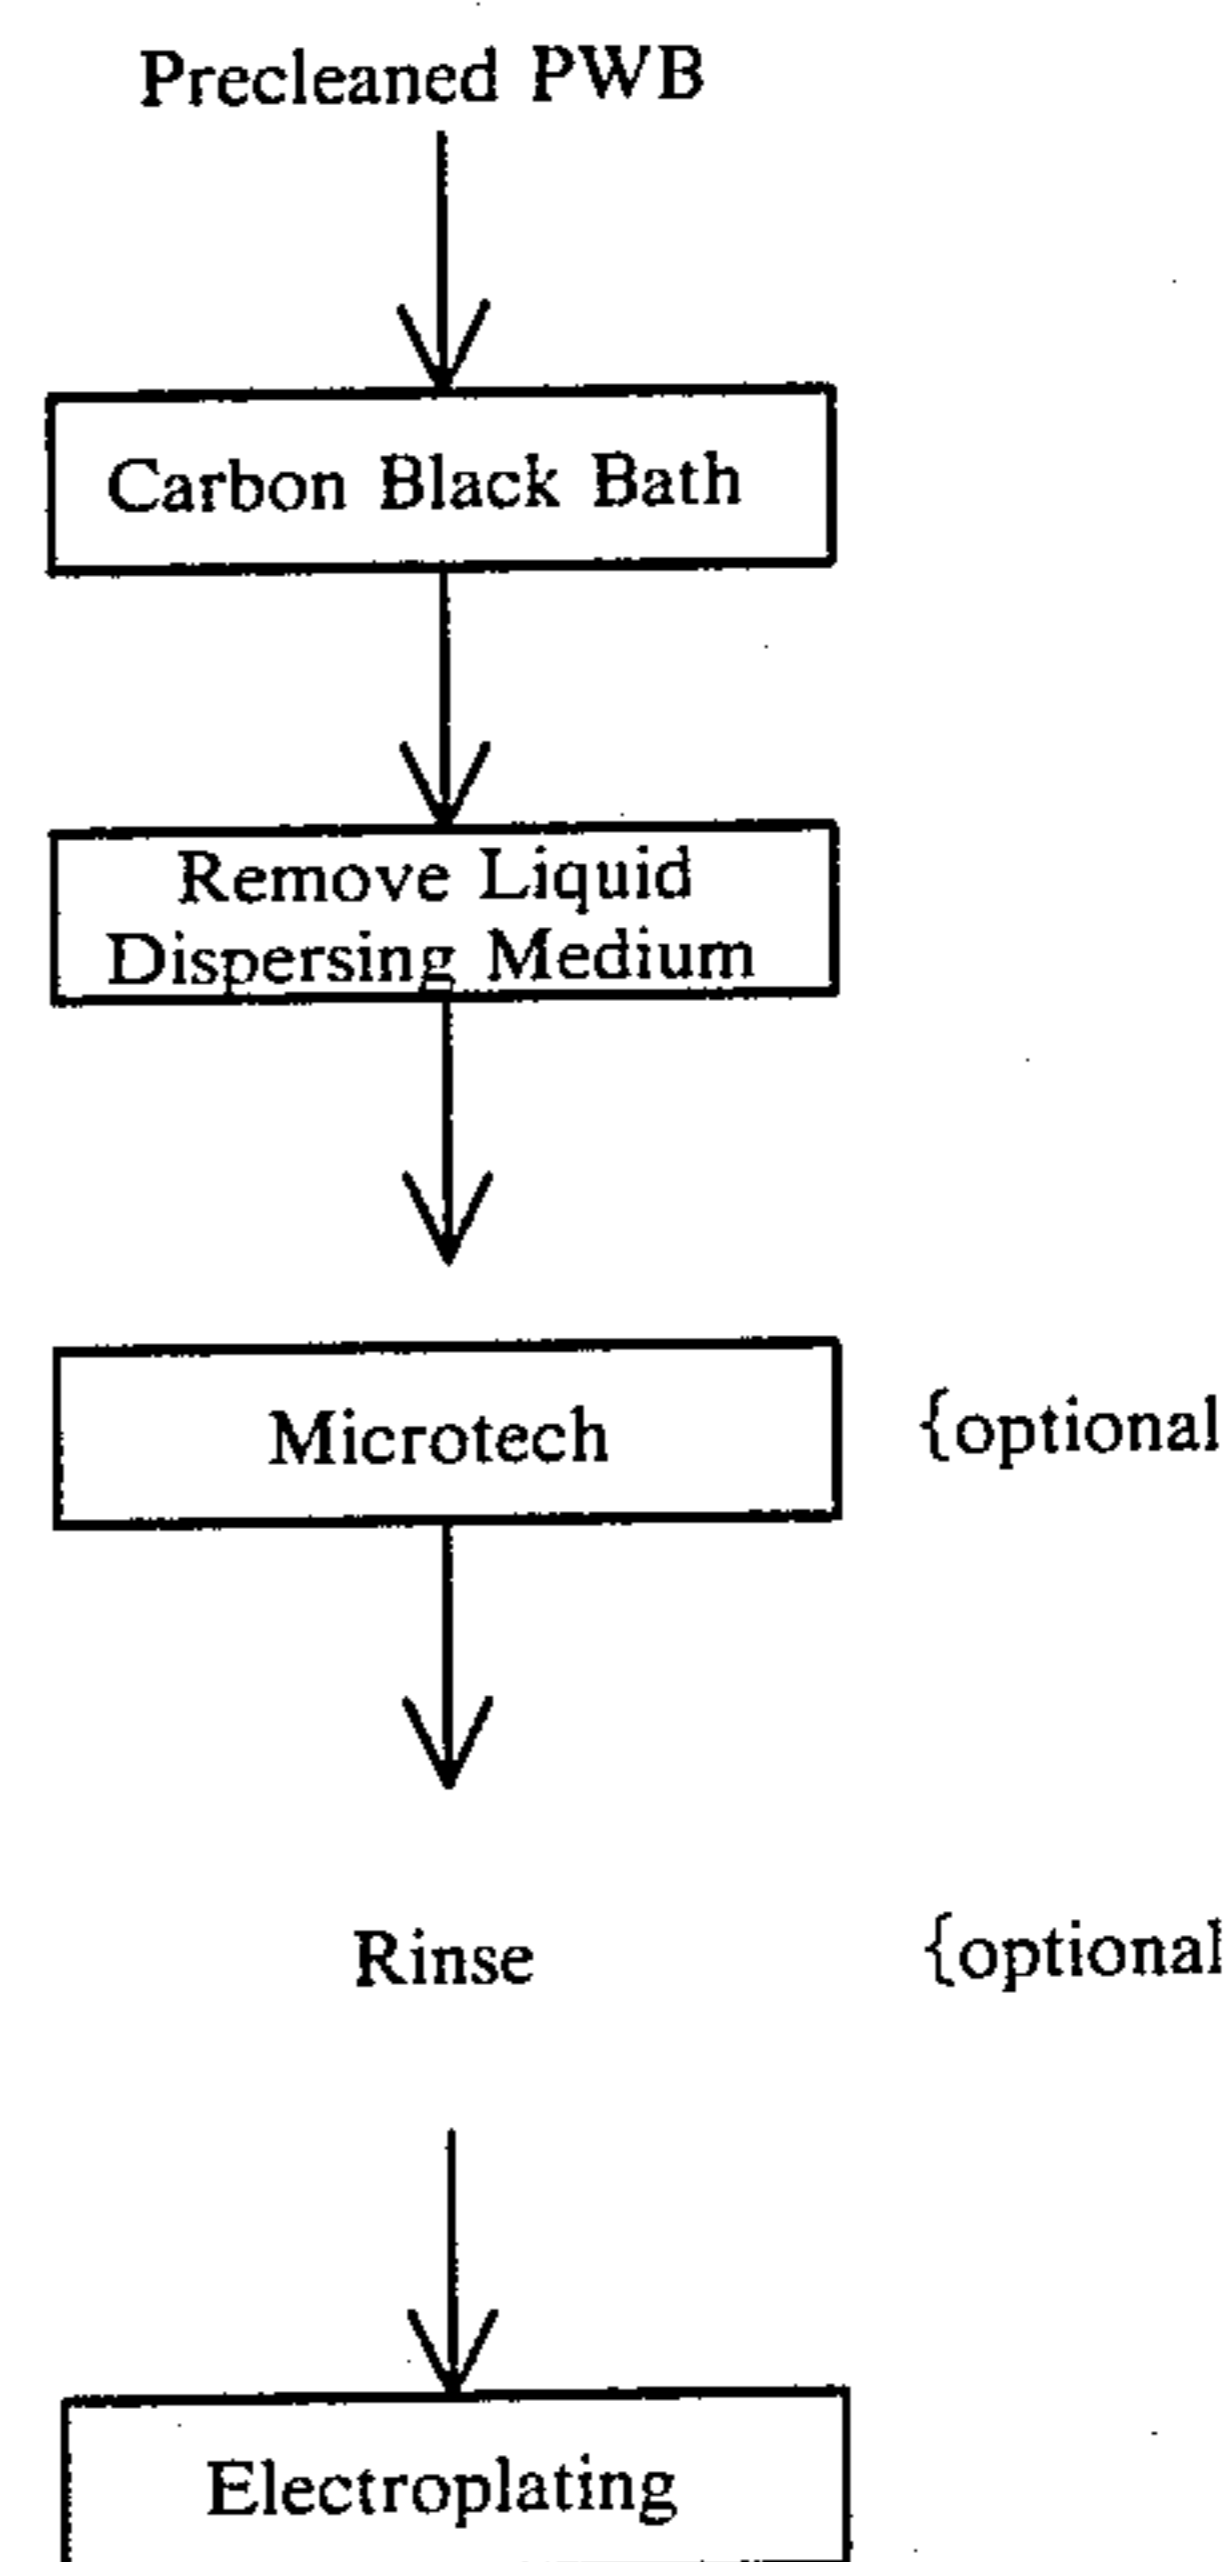 Precleaned PWB
Carbon Black Bath
Remove Liquid
Dispersing Medium
Microtech
{optional
Rinse
{optional
Electroplating